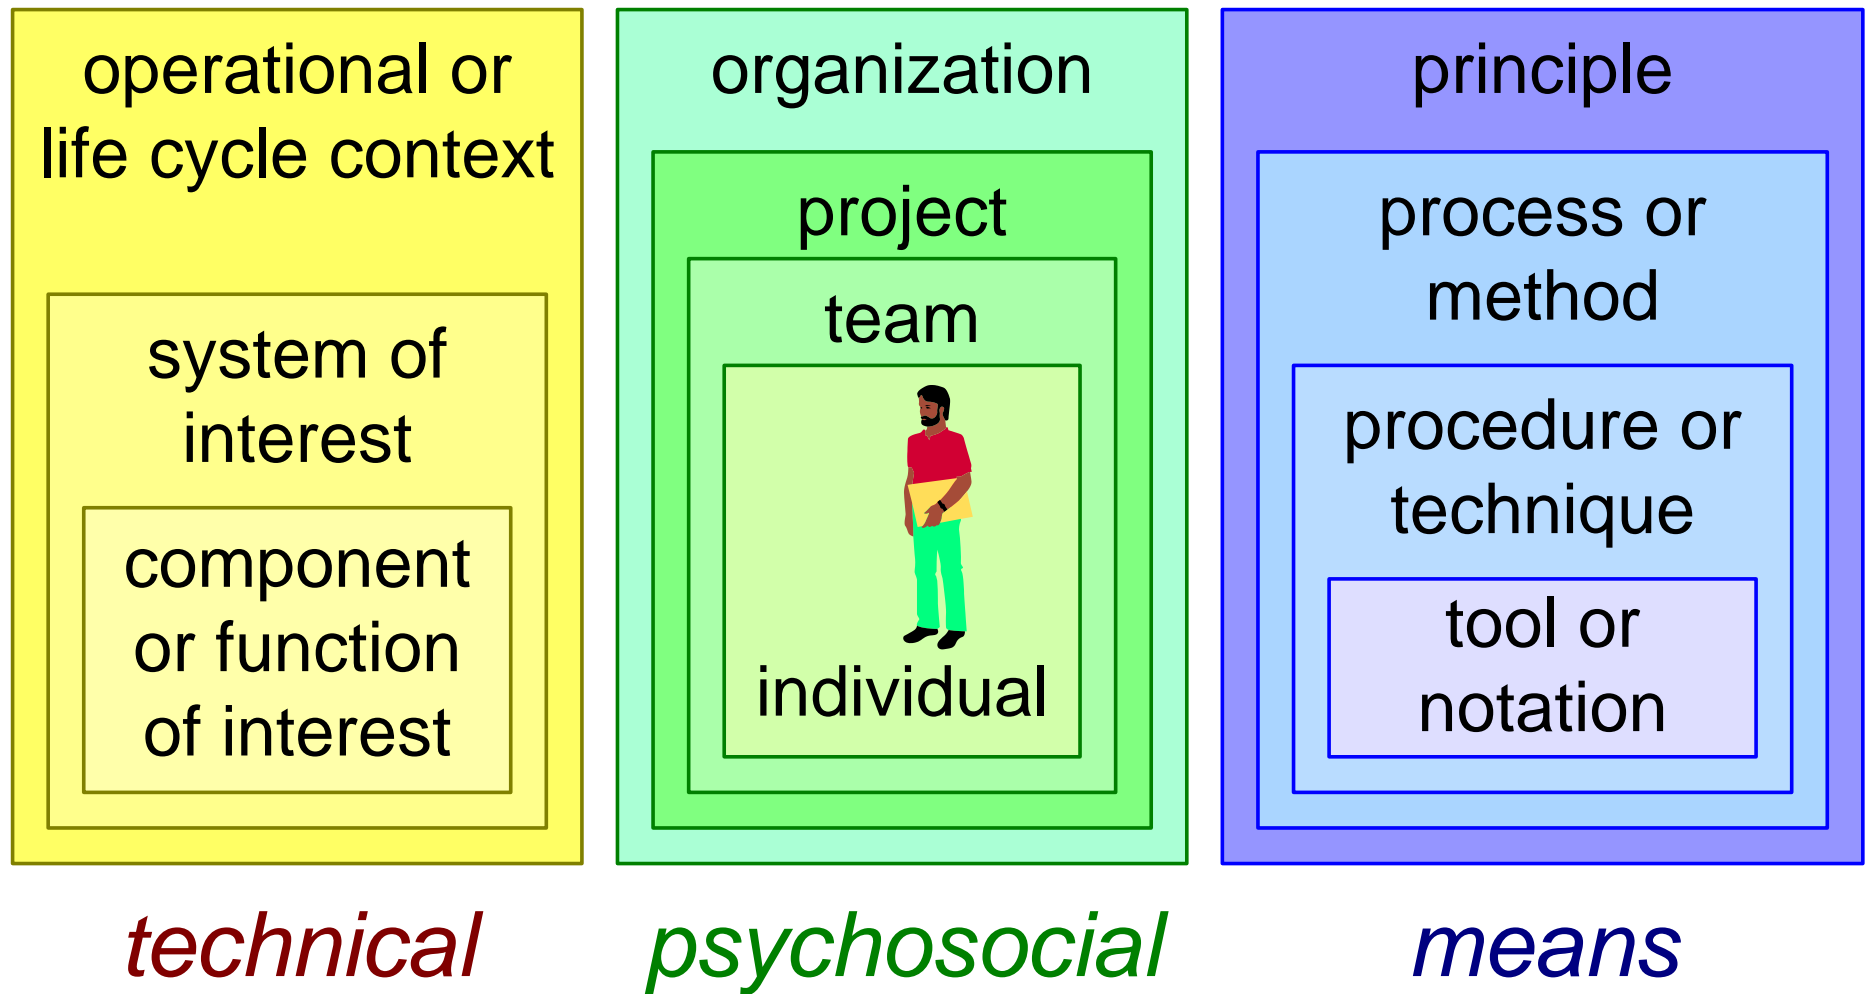 operational or
life cycle context
system of
interest
component
or function
of interest
technical
organization
project
team
individual
psychosocial
principle
process or
method
procedure or
technique
tool or
notation
means